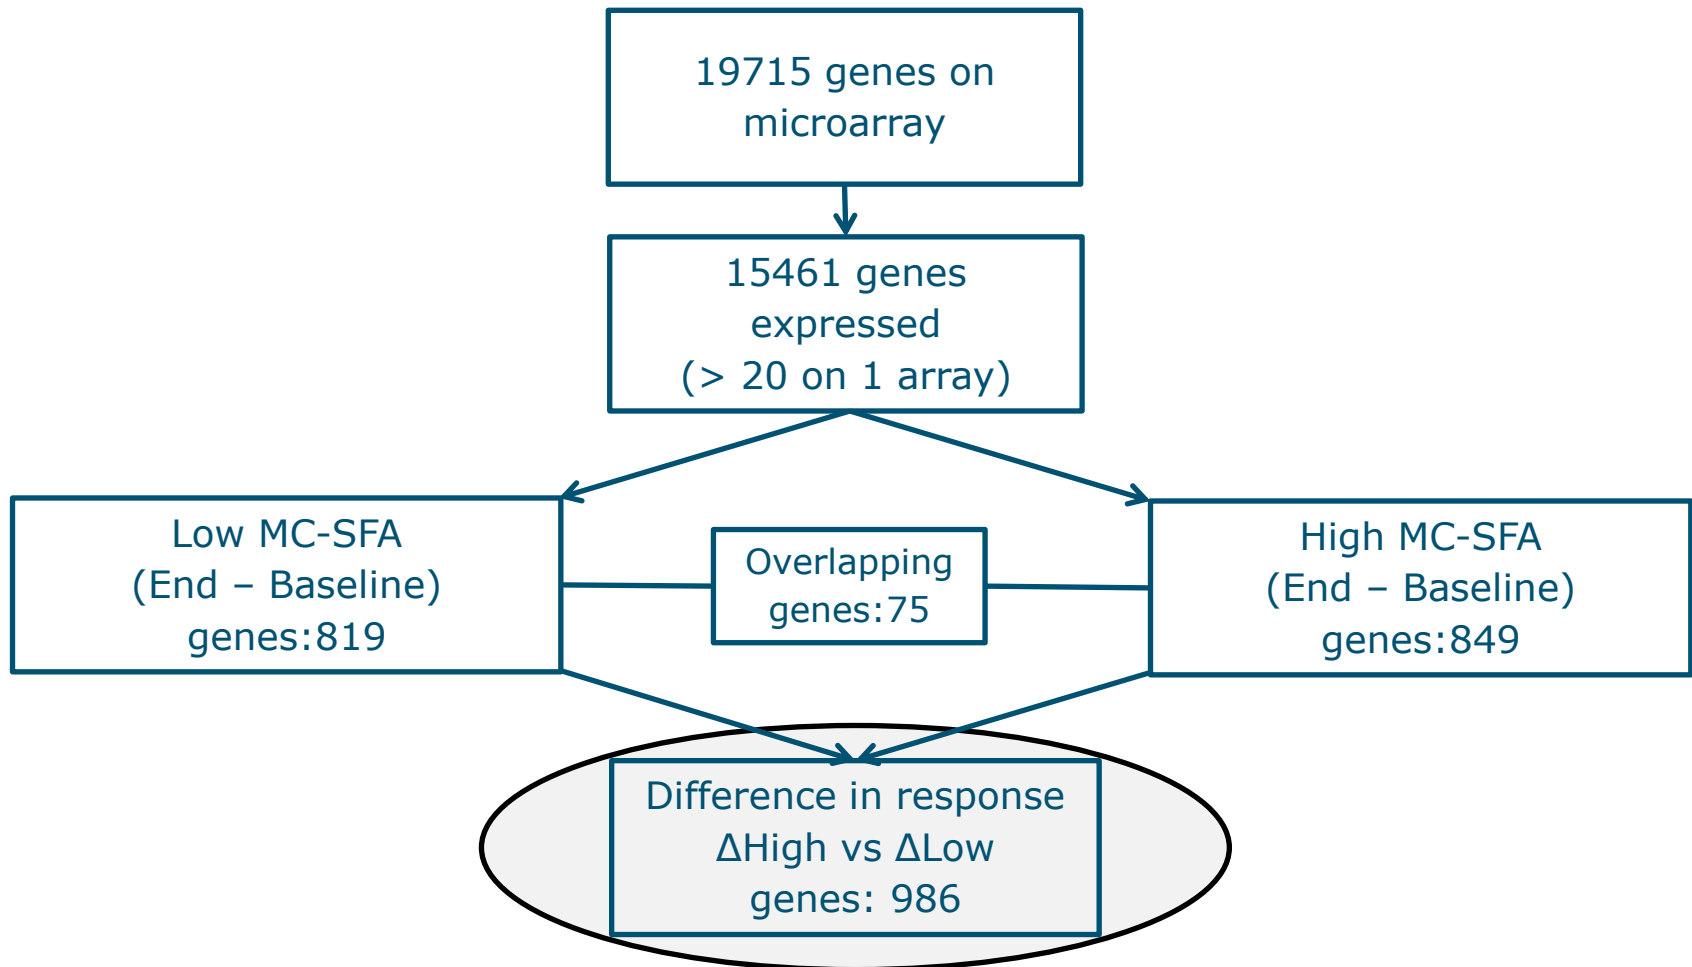 19715 genes on
microarray
15461 genes
expressed
(> 20 on 1 array)
Low MC-SFA
(End – Baseline)
genes:819
Overlapping
genes:75
High MC-SFA
(End – Baseline)
genes:849
Difference in response
ΔHigh vs ΔLow
genes: 986